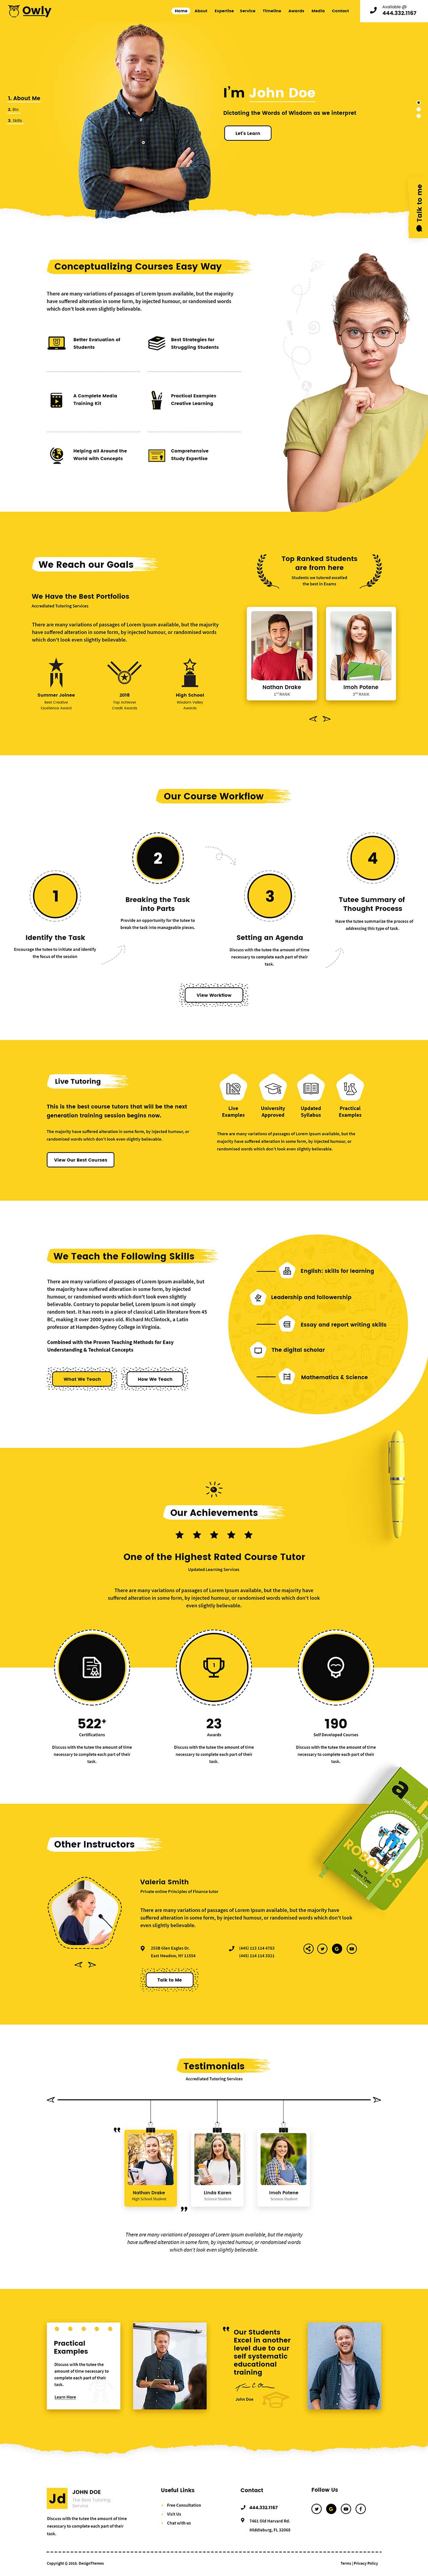 Owly
Home About Expertise Service Timeline Awards Media Contact
Available @
444.332.1167
1. About Me
2. Bio
3. Skills
I'm John Doe
Dictating the Words of Wisdom as we interpret
Let's Learn
Talk to me
Conceptualizing Courses Easy Way
There are many variations of passages of Lorem Ipsum available, but the majority
have suffered alteration in some form, by injected humour, or randomised words
which don't look even slightly believable.
Better Evaluation of
Students
Best Strategies for
Struggling Students
A Complete Media
Training Kit
Practical Examples
Creative Learning
Helping all Around the
World with Concepts
Comprehensive
Study Expertise
We Reach our Goals
We Have the Best Portfolios
Accrediated Tutoring Services
There are many variations of passages of Lorem Ipsum available, but the majority
have suffered alteration in some form, by injected humour, or randomised words
which don't look even slightly believable.
Summer Joinee
Best Creative
Excellence Award
2018
Top Achiever
Credit Awards
High School
Wisdom Valley
Awards
Top Ranked Students
are from here
Students we tutored excelled
the best in Exams
Nathan Drake
1ST RANK
Imoh Potene
Our Course Workflow
1
Identify the Task
Encourage the tutee to initiate and identify
the focus of the session
2
Breaking the Task
into Parts
Provide an opportunity for the tutee to
break the task into manageable pieces.
3
Setting an Agenda
Discuss with the tutee the amount of time
necessary to complete each part of their
task.
4
Tutee Summary of
Thought Process
Have the tutee summarize the process of
addressing this type of task.
View Workflow
Live Tutoring
This is the best course tutors that will be the next
generation training session begins now.
The majority have suffered alteration in some form, by injected humour, or
randomised words which don't look even slightly believable.
View Our Best Courses
Live
Examples
University
Approved
Updated
Syllabus
Practical
Examples
There are many variations of passages of Lorem Ipsum available, but the
majority have suffered alteration in some form, by injected humour, or
randomised words which don't look even slightly believable.
We Teach the Following Skills
There are many variations of passages of Lorem Ipsum available, but
the majority have suffered alteration in some form, by injected
humour, or randomised words which don't look even slightly
believable. Contrary to popular belief, Lorem Ipsum is not simply
random text. It has roots in a piece of classical Latin literature from 45
BC, making it over 2000 years old. Richard McClintock, a Latin
professor at Hampden-Sydney College in Virginia.
Combined with the Proven Teaching Methods for Easy
Understanding & Technical Concepts
What We Teach
How We Teach
English: skills for learning
Leadership and followership
Essay and report writing skills
The digital scholar
Mathematics & Science
Our Achievements
One of the Highest Rated Course Tutor
Updated Learning Services
There are many variations of passages of Lorem Ipsum available, but the majority have
suffered alteration in some form, by injected humour, or randomised words which don't look
even slightly believable.
522+
Certifications
Discuss with the tutee the amount of time
necessary to complete each part of their
task.
23
Awards
Discuss with the tutee the amount of time
necessary to complete each part of their
task.
190
Self Developed Courses
Discuss with the tutee the amount of time
necessary to complete each part of their
task.
ROBOTICS
by
Miles Tyer
Other Instructors
Valeria Smith
Private online Principles of Finance tutor
There are many variations of passages of Lorem Ipsum available, but the majority have
suffered alteration in some form, by injected humour, or randomised words which don't look
even slightly believable.
2558 Glen Eagles Dr.
East Meadow, NY 11554
(445) 113 114 4753
(445) 114 114 3321
Talk to Me
Testimonials
Accrediated Tutoring Services
Nathan Drake
High School Student
Linda Karen
Science Student
Imoh Potene
Science Student
There are many variations of passages of Lorem Ipsum available, but the majority
have suffered alteration in some form, by injected humour, or randomised words
which don't look even slightly believable.
Practical
Examples
Discuss with the tutee the
amount of time necessary to
complete each part of their
task.
Learn More
Our Students
Excel in another
level due to our
self systematic
educational
training
John Doe
Jd
JOHN DOE
The Best Tutoring
Service
Discuss with the tutee the amount of time
necessary to complete each part of their
task.
Useful Links
Free Consultation
Visit Us
Chat with us
Contact
444.332.1167
7461 Old Harvard Rd.
Middleburg, FL 32068
Follow Us
Copyright © 2019. DesignThemes
Terms | Privacy Policy